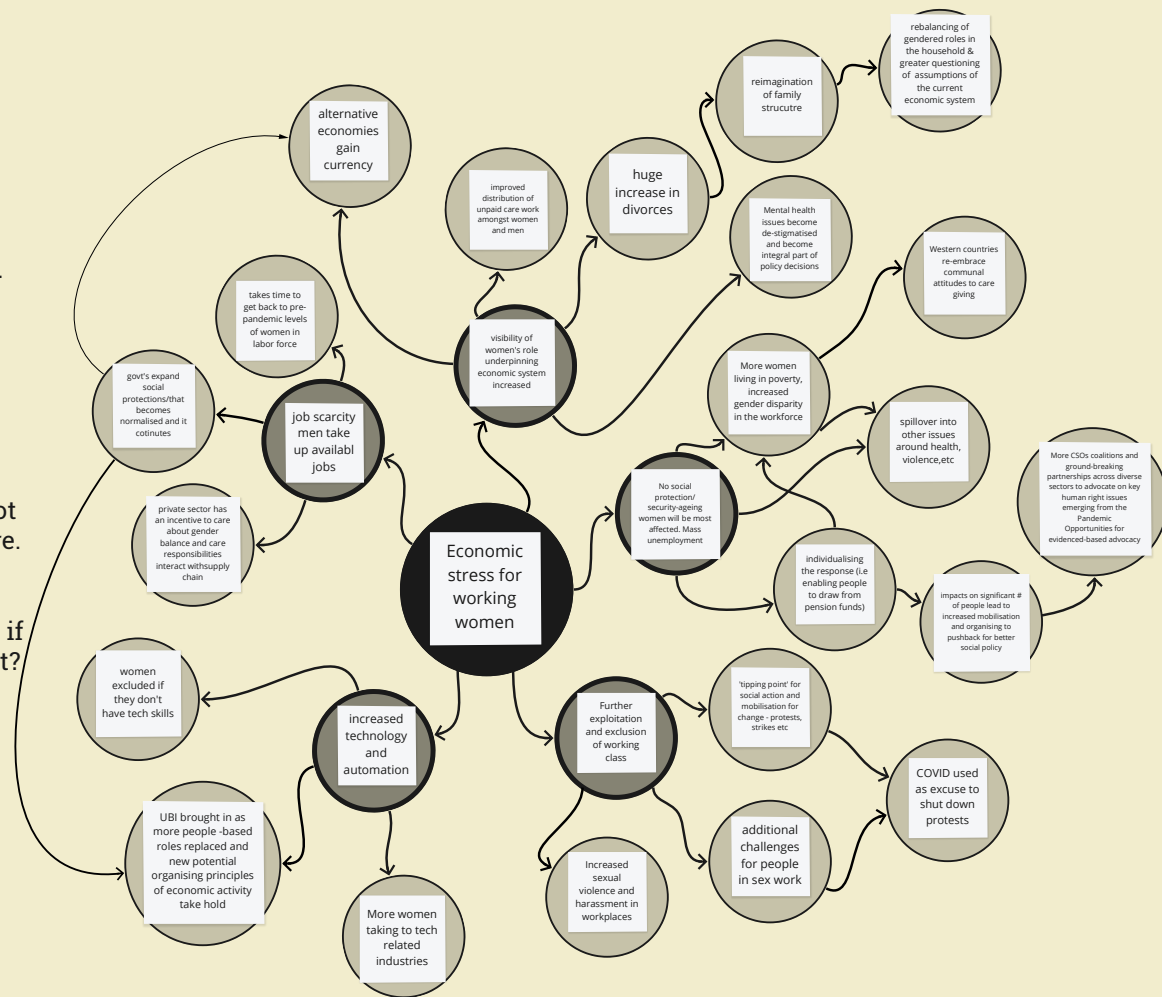 rebalancing of
gendered roles in
the household &
greater questioning
of assumptions of
the current
economic system
reimagination
of family
strucutre
alternative
economies
gain
currency
huge
increase in
divorces
improved
distribution of
unpaid care work
amongst women
and men
Mental health
issues become
de-stigmatised
and become
integral part of
policy decisions
Western countries
re-embrace
communal
attitudes to care
giving
takes time to
get back to pre-
pandemic levels
of women in
labor force
visibility of
women's role
underpinning
economic system
increased
More women
living in poverty,
increased
gender disparity
in the workforce
govt's expand
social
protections/that
becomes
normalised and it
cotinutes
job scarcity
men take
up availabl
jobs
spillover into
other issues
around health,
violence,etc
More CSOs coalitions and
ground-breaking
partnerships across diverse
sectors to advocate on key
human right issues
emerging from the
Pandemic
Opportunities for
evidenced-based advocacy
No social
protection/
security-ageing
women will be most
affected. Mass
unemployment
private sector has
an incentive to care
about gender
balance and care
responsibilities
interact withsupply
chain
ot
re.
Economic
stress for
working
women
individualising
the response (i.e
enabling people
to draw from
pension funds)
impacts on significant #
of people lead to
increased mobilisation
and organising to
pushback for better
social policy
if
t?
women
excluded if
they don't
have tech skills
increased
technology
and
automation
Further
exploitation
and exclusion
of working
class
'tipping point' for
social action and
mobilisation for
change - protests,
strikes etc
COVID used
as excuse to
shut down
protests
UBI brought in as
more people -based
roles replaced and
new potential
organising principles
of economic activity
take hold
additional
challenges
for people
in sex work
Increased
sexual
violence and
harassment in
workplaces
More women
taking to tech
related
industries